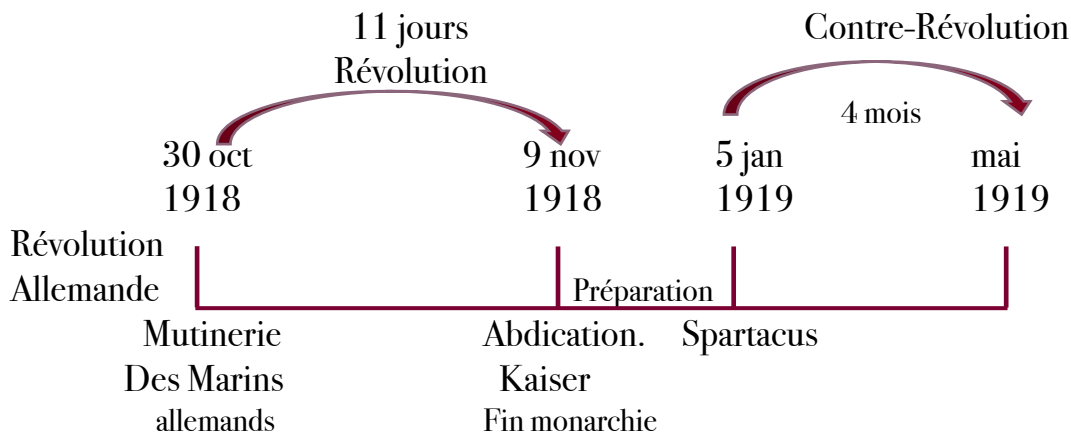 11 jours
Révolution
Contre-Révolution
4 mois
30 oct
1918
9 nov
1918
5 jan
1919
mai
1919
Révolution
Allemande
Préparation
Mutinerie
Des Marins
allemands
Abdication.
Kaiser
Fin monarchie
Spartacus